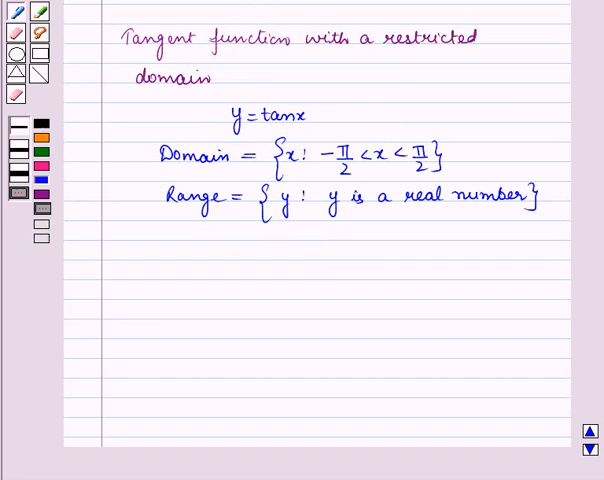 Tangent function with a restricted
domain
y = tanx
Domain = {x : -π/2 < x < π/2}
Range = {y : y is a real number}